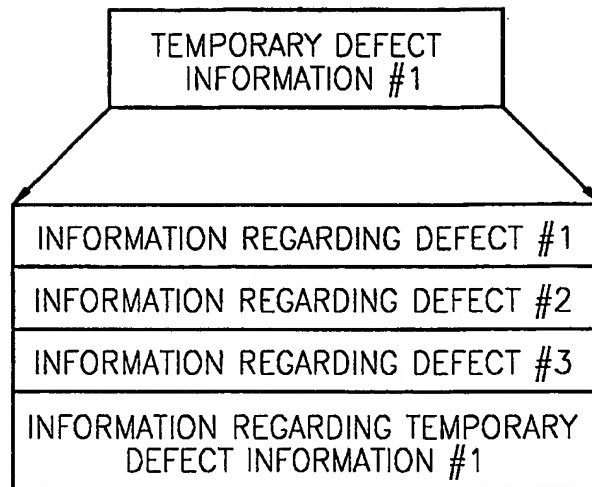 TEMPORARY DEFECT
INFORMATION #1
INFORMATION REGARDING DEFECT #1
INFORMATION REGARDING DEFECT #2
INFORMATION REGARDING DEFECT #3
INFORMATION REGARDING TEMPORARY
DEFECT INFORMATION #1